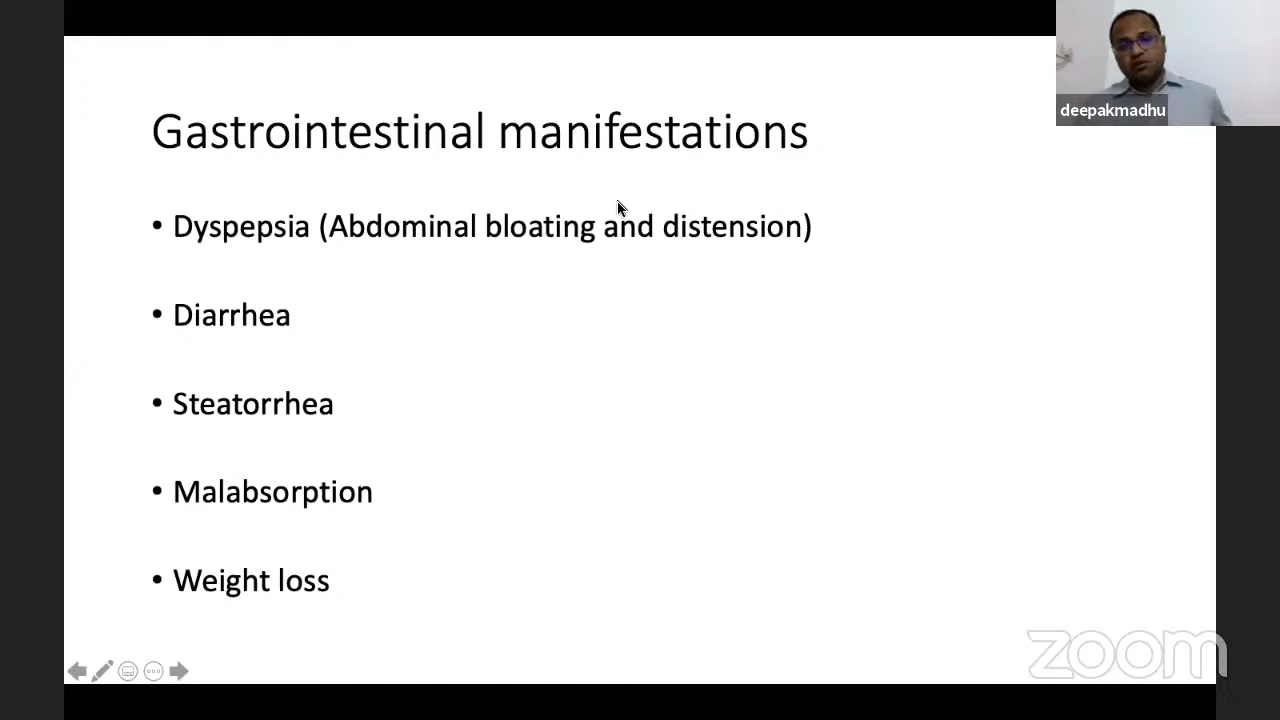 deepakmadhu
Gastrointestinal manifestations
• Dyspepsia (Abdominal bloating and distension)
• Diarrhea
• Steatorrhea
• Malabsorption
• Weight loss
zoom